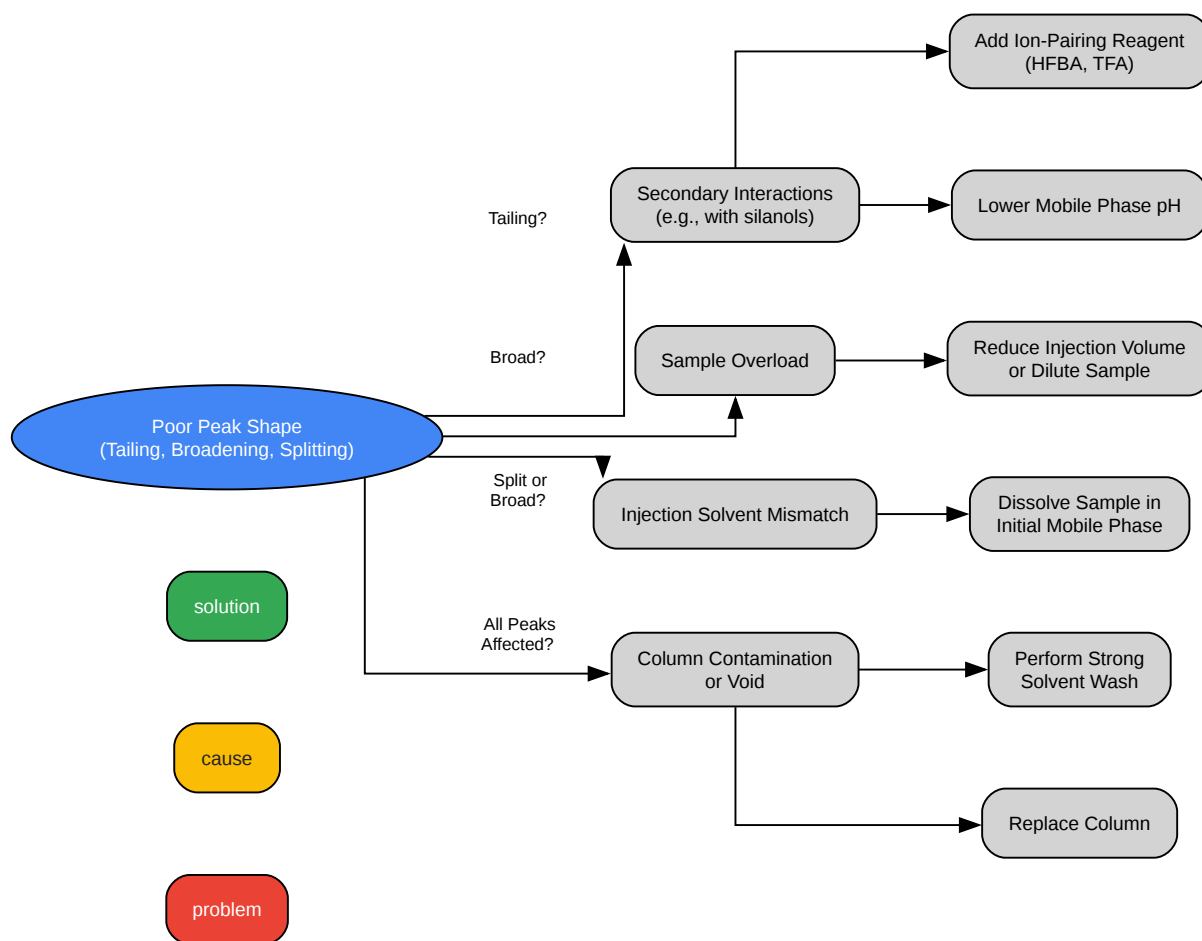 Add Ion-Pairing Reagent
(HFBA, TFA)
Secondary Interactions
(e.g., with silanols)
Tailing?
Lower Mobile Phase pH
Broad?
Sample Overload
Reduce Injection Volume
or Dilute Sample
Poor Peak Shape
(Tailing, Broadening, Splitting)
Split or
Broad?
Injection Solvent Mismatch
Dissolve Sample in
Initial Mobile Phase
solution
All Peaks
Affected?
Column Contamination
or Void
Perform Strong
Solvent Wash
cause
Replace Column
problem